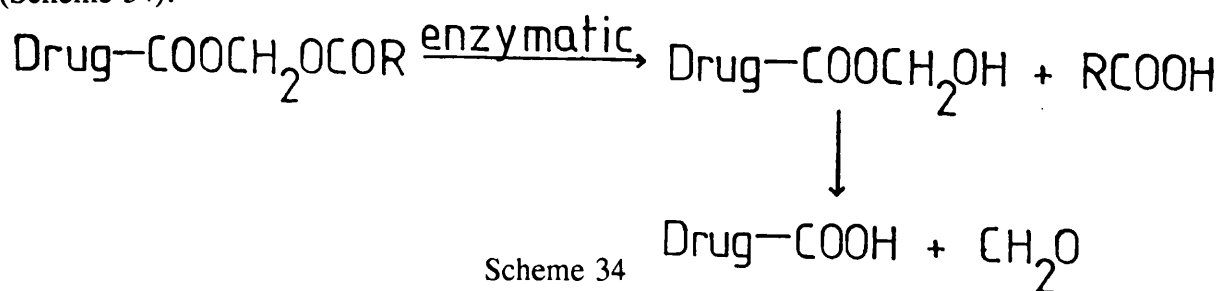 (Scheme 34).
Drug—COOCH₂OCOR enzymatic → Drug—COOCH₂OH + RCOOH
↓
Drug—COOH + CH₂O
Scheme 34